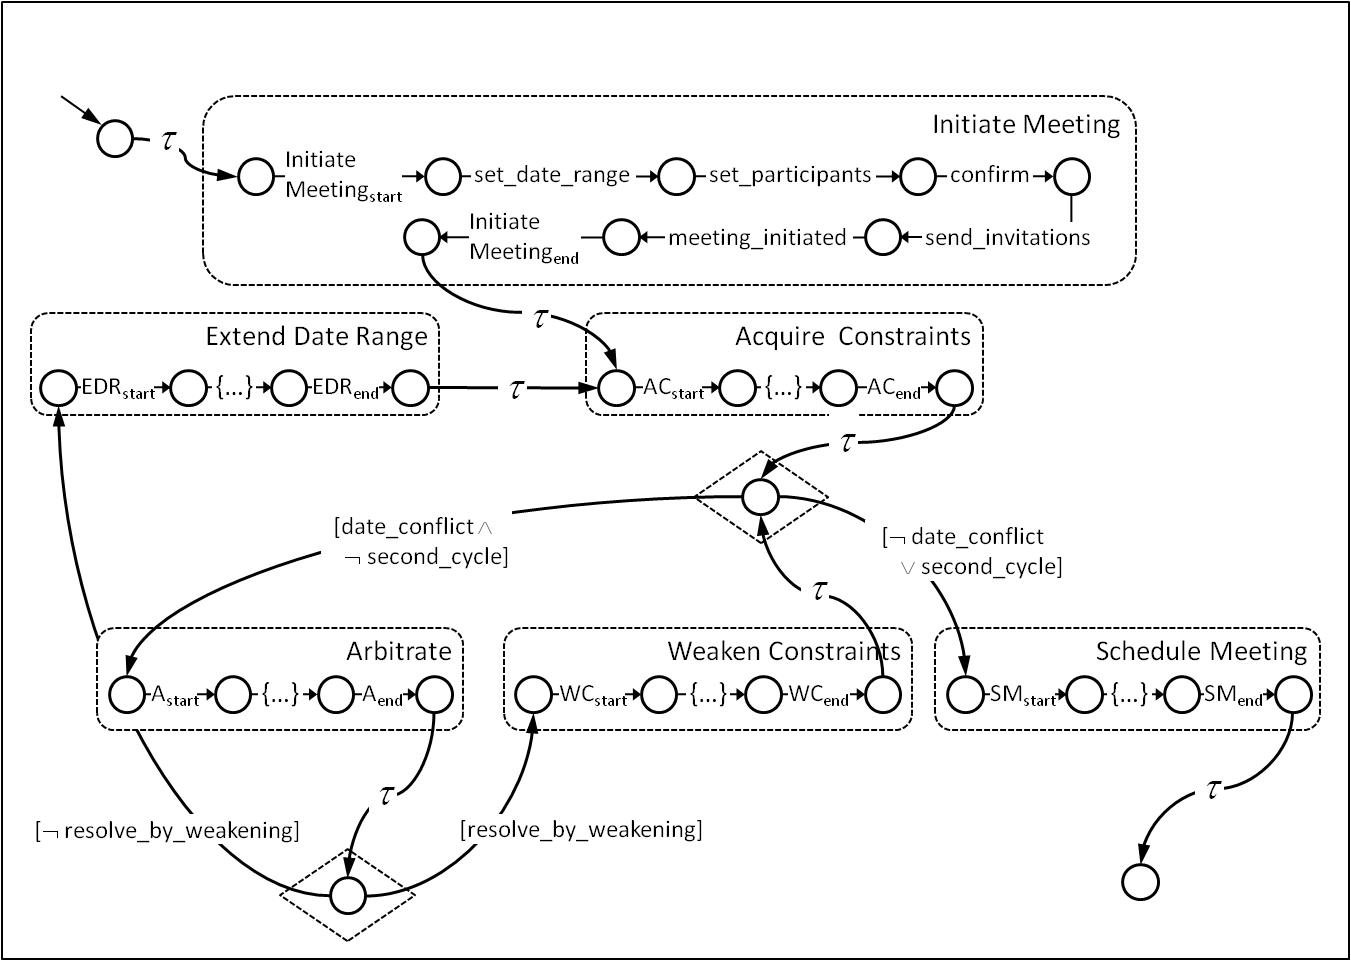 Initiate Meeting
τ
Initiate
Meetingstart
set_date_range
set_participants
confirm
Initiate
Meetingend
meeting_initiated
send_invitations
τ
Extend Date Range
EDRstart
{...}
EDRend
τ
Acquire Constraints
ACstart
{...}
ACend
τ
[date_conflict ∧
¬ second_cycle]
[¬ date_conflict
∨ second_cycle]
τ
Arbitrate
Astart
{...}
Aend
Weaken Constraints
WCstart
{...}
WCend
Schedule Meeting
SMstart
{...}
SMend
τ
τ
[¬ resolve_by_weakening]
[resolve_by_weakening]